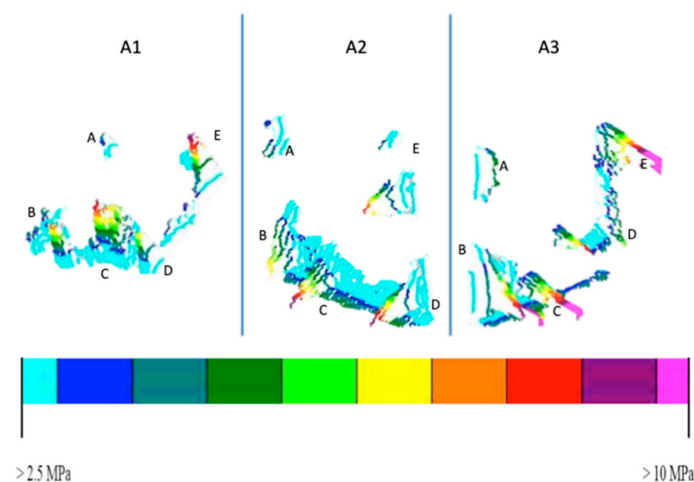 A1 A2 A3
A E
A E A
B
B B
D
C D
C D C
> 2.5 MPa > 10 MPa